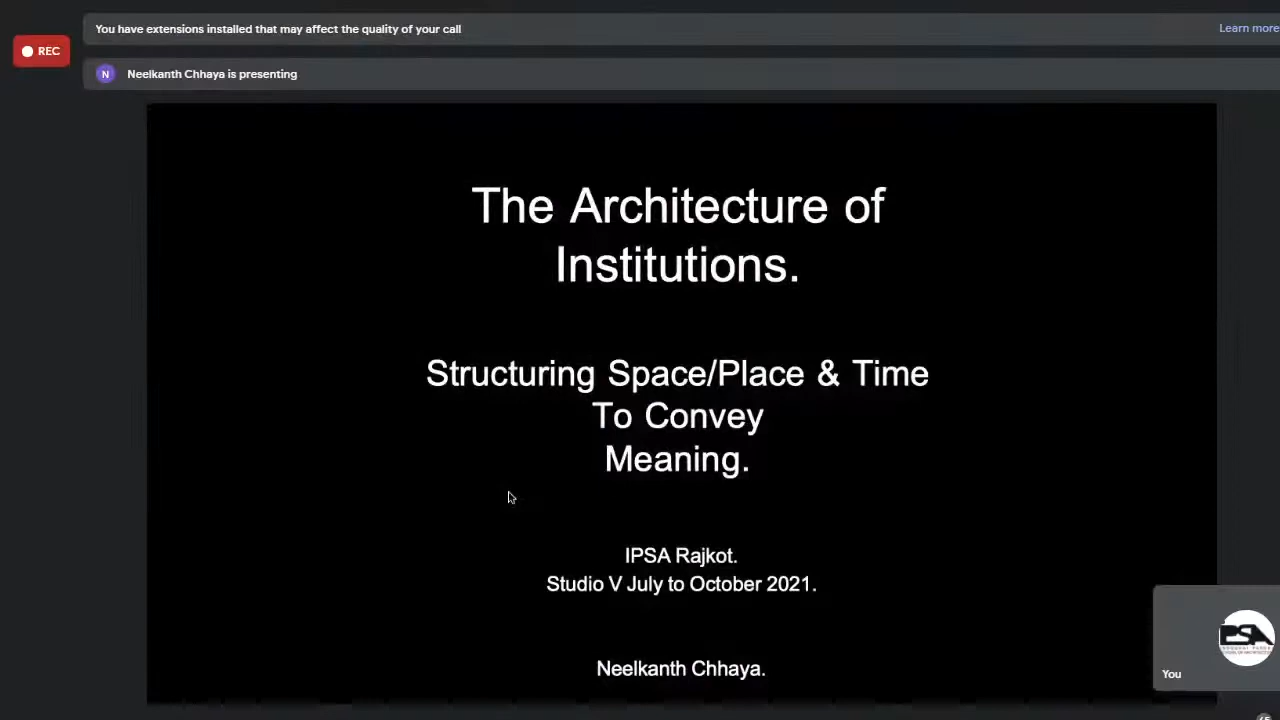 You have extensions installed that may affect the quality of your call
Learn more
REC
N
Neelkanth Chhaya is presenting
The Architecture of
Institutions.
Structuring Space/Place & Time
To Convey
Meaning.
IPSA Rajkot.
Studio V July to October 2021.
Neelkanth Chhaya.
PSA
You